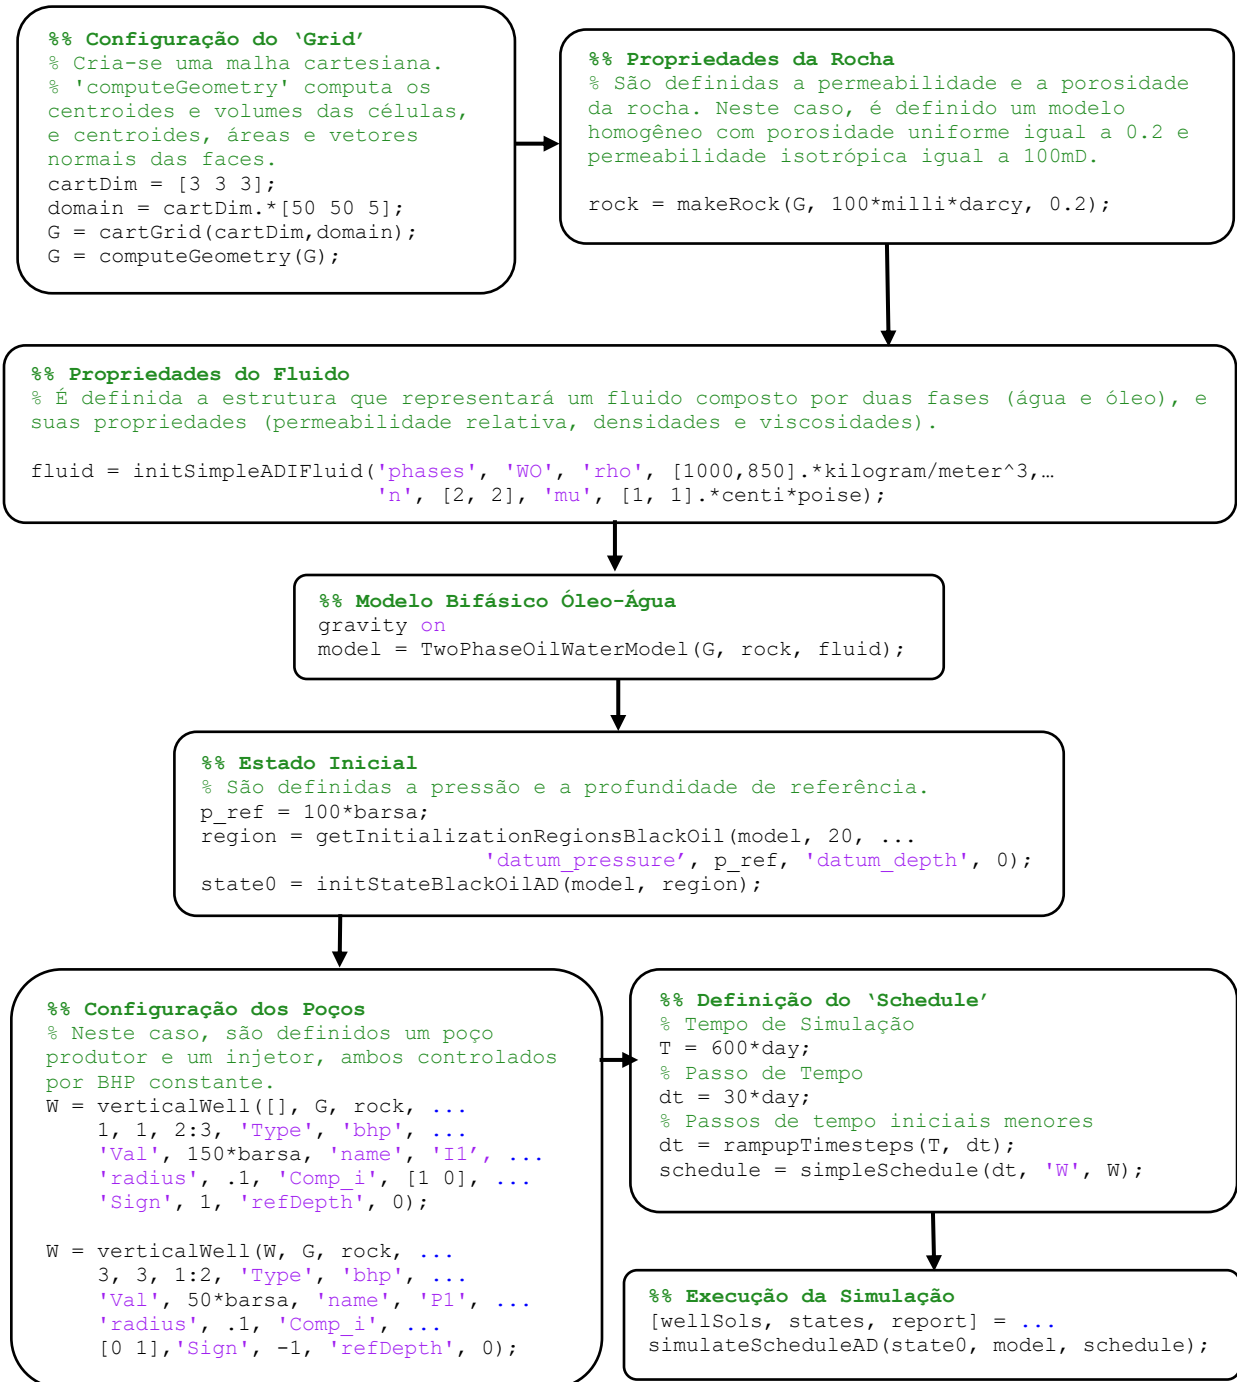 %% Configuração do ‘Grid’
% Cria-se uma malha cartesiana.
% 'computeGeometry' computa os
centroides e volumes das células,
e centroides, áreas e vetores
normais das faces.
cartDim = [3 3 3];
domain = cartDim.*[50 50 5];
G = cartGrid(cartDim,domain);
G = computeGeometry(G);
%% Propriedades da Rocha
% São definidas a permeabilidade e a porosidade
da rocha. Neste caso, é definido um modelo
homogêneo com porosidade uniforme igual a 0.2 e
permeabilidade isotrópica igual a 100mD.
rock = makeRock(G, 100*milli*darcy, 0.2);
%% Propriedades do Fluido
% É definida a estrutura que representará um fluido composto por duas fases (água e óleo), e
suas propriedades (permeabilidade relativa, densidades e viscosidades).
fluid = initSimpleADIFluid('phases', 'WO', 'rho', [1000,850].*kilogram/meter^3,…
'n', [2, 2], 'mu', [1, 1].*centi*poise);
%% Modelo Bifásico Óleo-Água
gravity on
model = TwoPhaseOilWaterModel(G, rock, fluid);
%% Estado Inicial
% São definidas a pressão e a profundidade de referência.
p_ref = 100*barsa;
region = getInitializationRegionsBlackOil(model, 20, ...
'datum_pressure’, p_ref, 'datum_depth', 0);
state0 = initStateBlackOilAD(model, region);
%% Configuração dos Poços
% Neste caso, são definidos um poço
produtor e um injetor, ambos controlados
por BHP constante.
W = verticalWell([], G, rock, ...
1, 1, 2:3, 'Type', 'bhp', ...
'Val', 150*barsa, 'name', 'I1’, ...
'radius', .1, 'Comp_i', [1 0], ...
'Sign', 1, 'refDepth', 0);
W = verticalWell(W, G, rock, ...
3, 3, 1:2, 'Type', 'bhp', ...
'Val', 50*barsa, 'name', 'P1', ...
'radius', .1, 'Comp_i', ...
[0 1],'Sign', -1, 'refDepth', 0);
%% Definição do ‘Schedule’
% Tempo de Simulação
T = 600*day;
% Passo de Tempo
dt = 30*day;
% Passos de tempo iniciais menores
dt = rampupTimesteps(T, dt);
schedule = simpleSchedule(dt, 'W', W);
%% Execução da Simulação
[wellSols, states, report] = ...
simulateScheduleAD(state0, model, schedule);